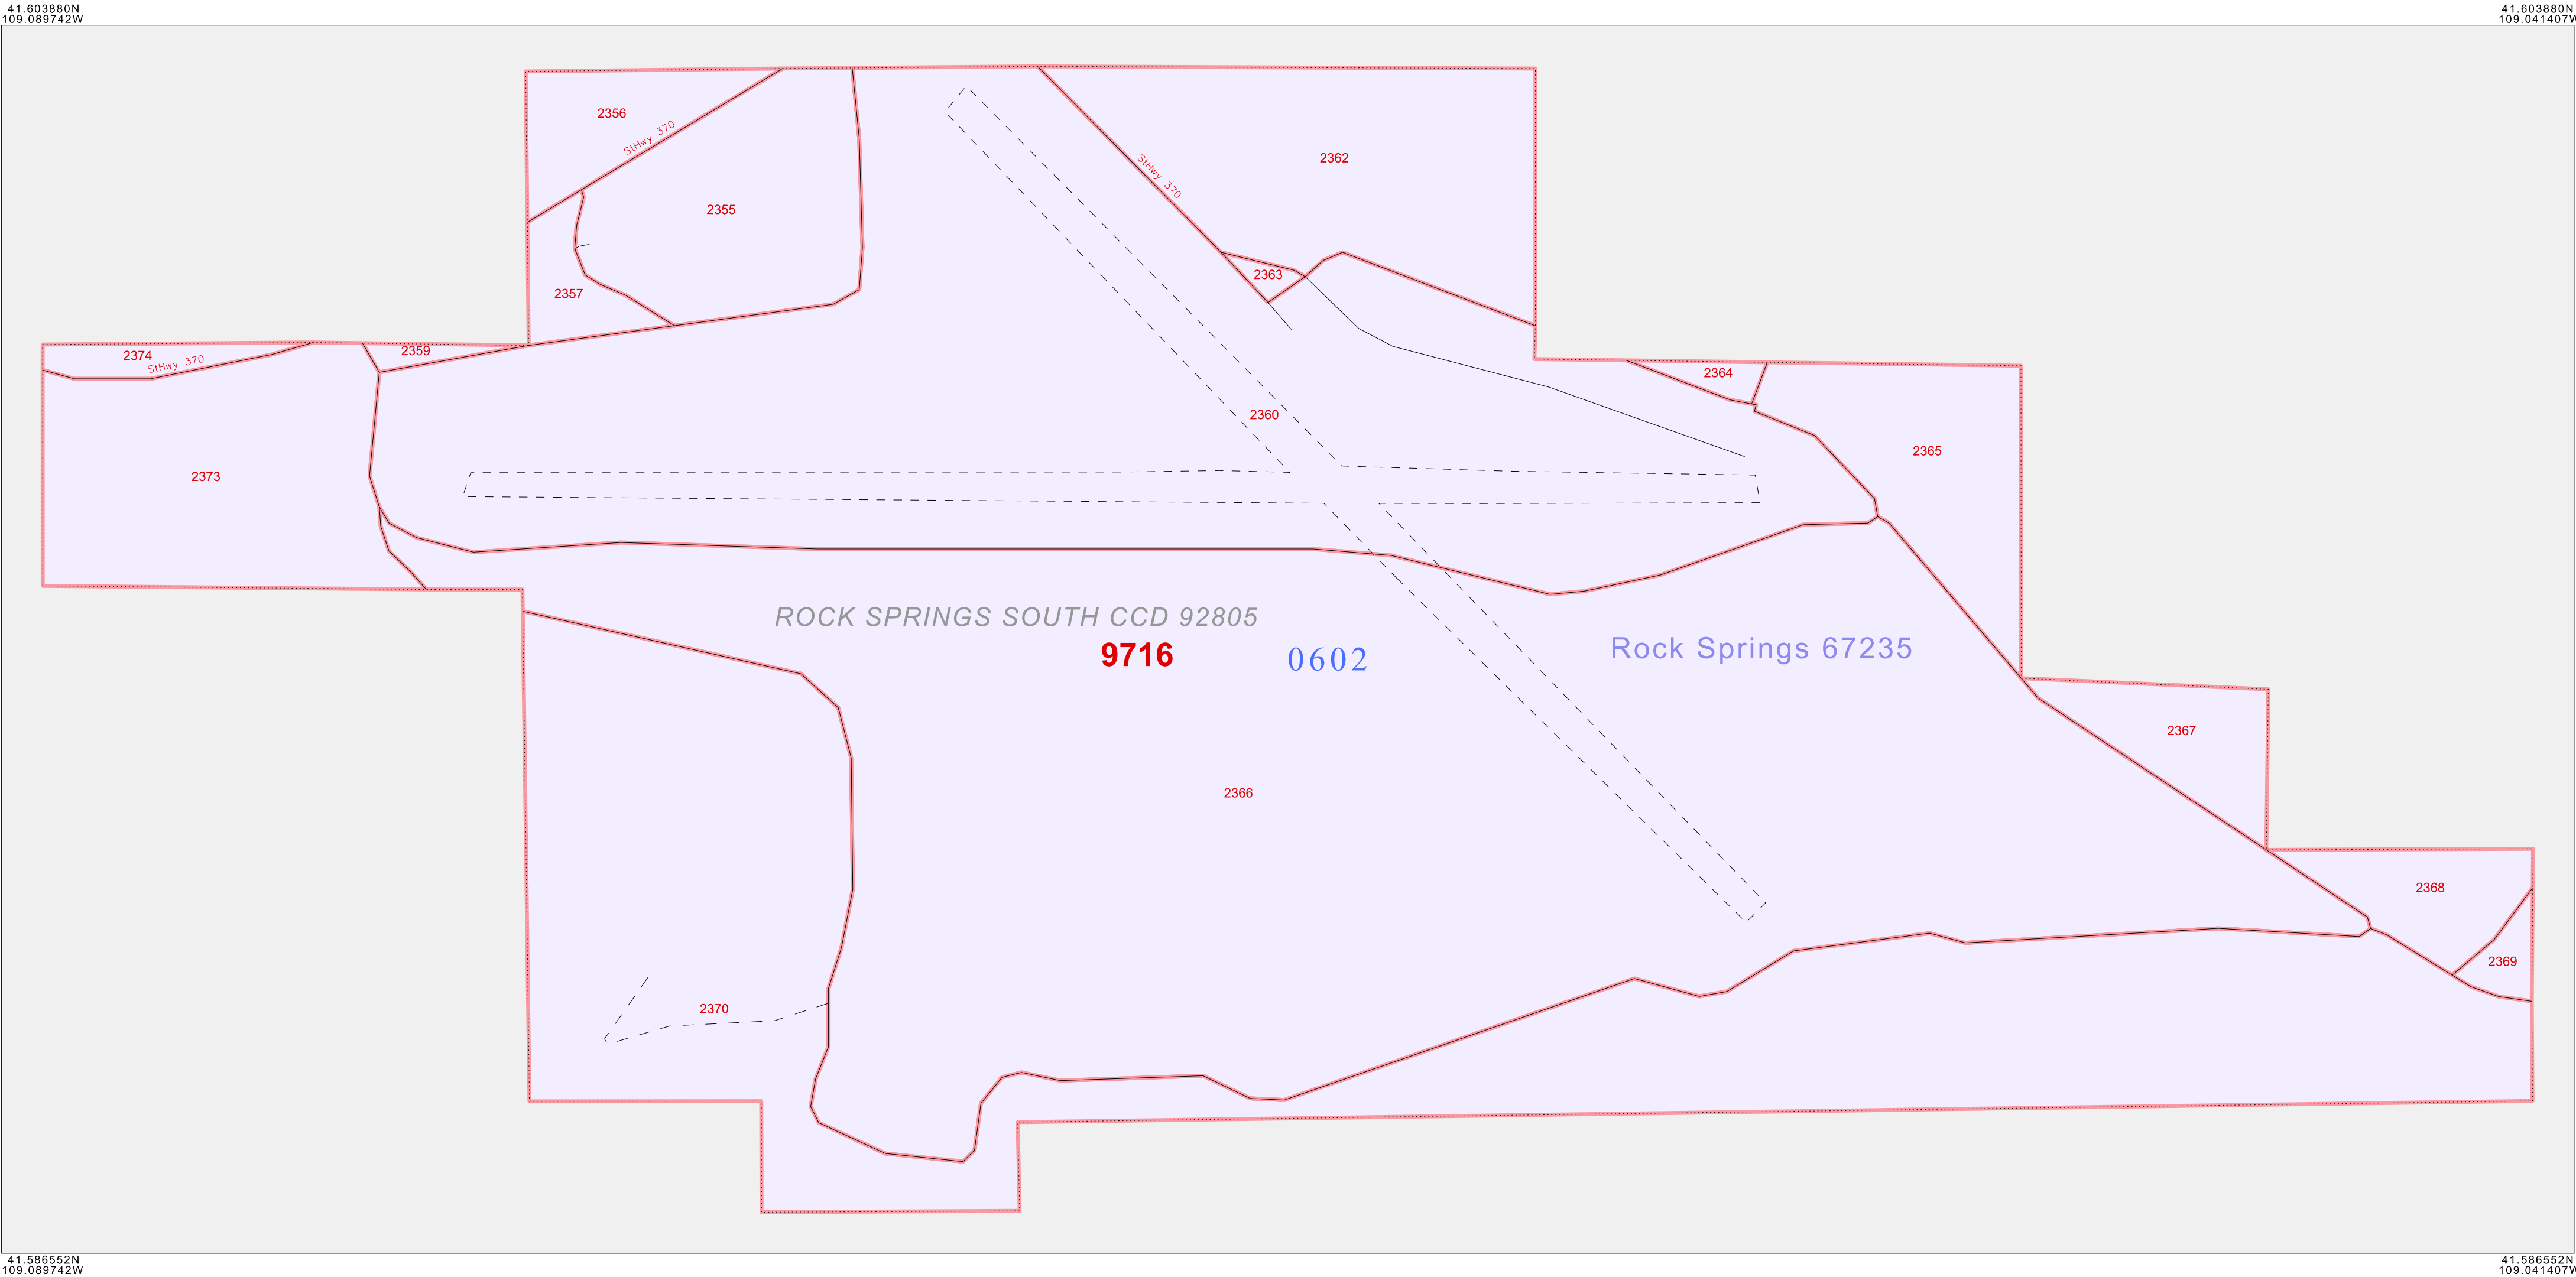 41.603880N
109.089742W
41.603880N
109.041407W
2356
StHwy 370
2362
StHwy 370
2355
2363
2357
2359
2374
StHwy 370
2364
2360
2365
2373
ROCK SPRINGS SOUTH CCD 92805
9716
0602
Rock Springs 67235
2367
2366
2368
2369
2370
41.586552N
109.089742W
41.586552N
109.041407W